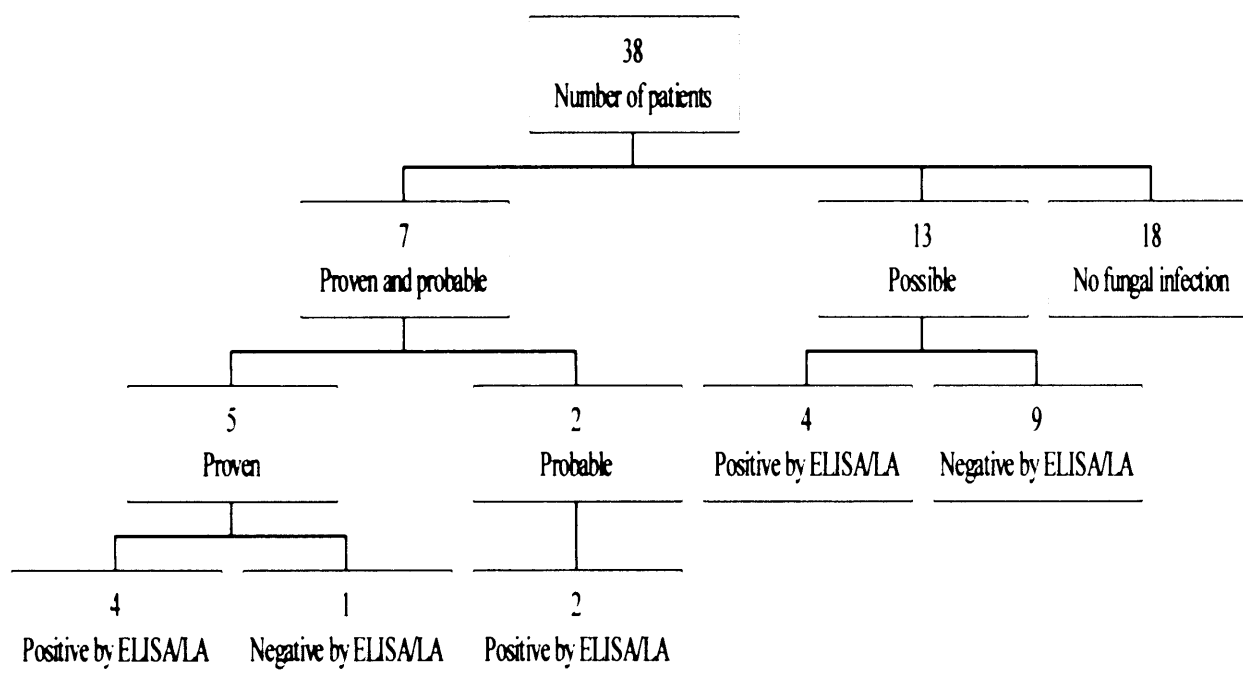 38
Number of patients
7
Proven and probable
13
Possible
18
No fungal infection
5
Proven
2
Probable
4
Positive by ELISA/LA
9
Negative by ELISA/LA
4
Positive by ELISA/LA
1
Negative by ELISA/LA
2
Positive by ELISA/LA